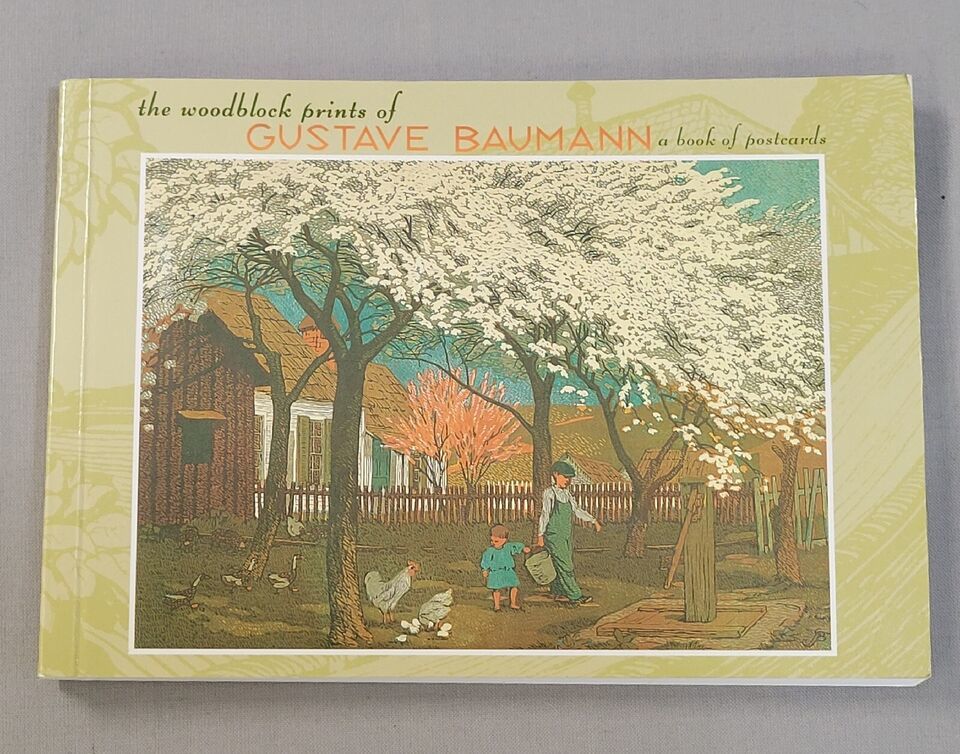 the woodblock prints of
GUSTAVE BAUMANN a book of postcards